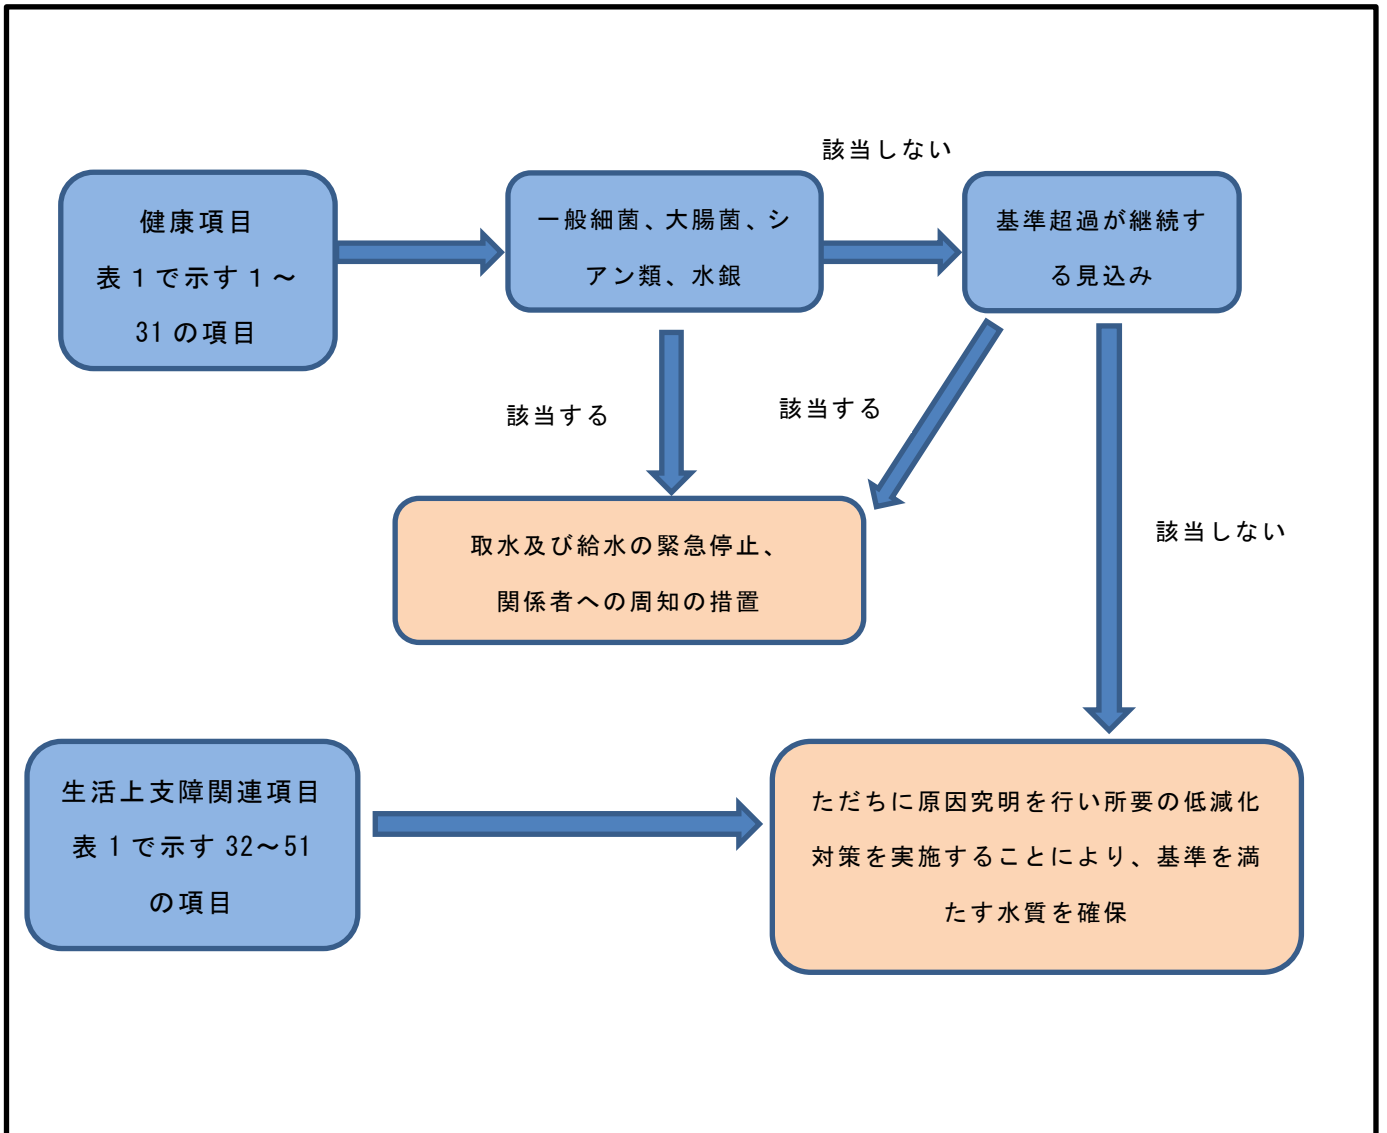 該当しない
健康項目
表１で示す１～
31の項目
一般細菌、大腸菌、シ
アン類、水銀
基準超過が継続す
る見込み
該当する
該当する
取水及び給水の緊急停止、
関係者への周知の措置
該当しない
生活上支障関連項目
表１で示す 32～51
の項目
ただちに原因究明を行い所要の低減化
対策を実施することにより、基準を満
たす水質を確保